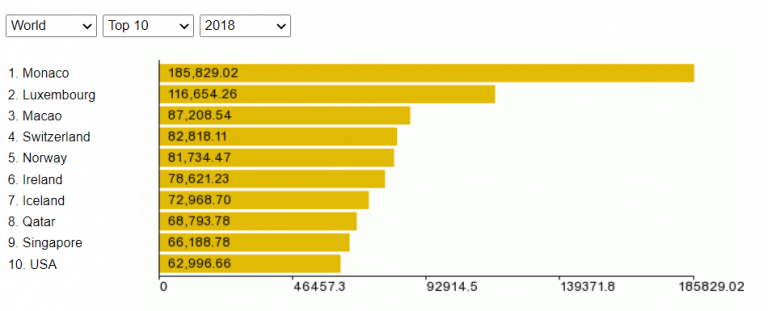 World Top 10 2018
1. Monaco 185,829.02
2. Luxembourg 116,654.26
3. Macao 87,208.54
4. Switzerland 82,818.11
5. Norway 81,734.47
6. Ireland 78,621.23
7. Iceland 72,968.70
8. Qatar 68,793.78
9. Singapore 66,188.78
10. USA 62,996.66
0 46457.3 92914.5 139371.8 185829.02